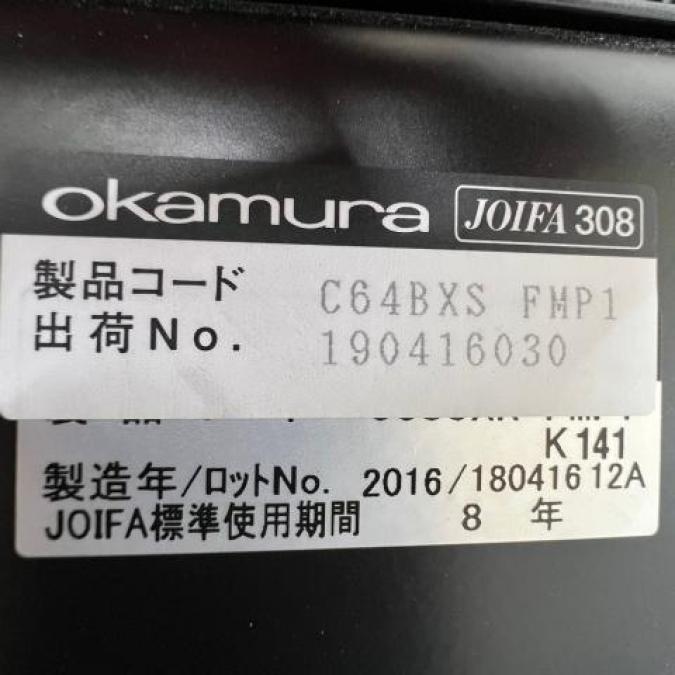 okamura JOIFA 308
製品コード C64BXS FMP1
出荷No. 190416030
K141
製造年/ロットNo. 2016/180416 12A
JOIFA標準使用期間 8 年